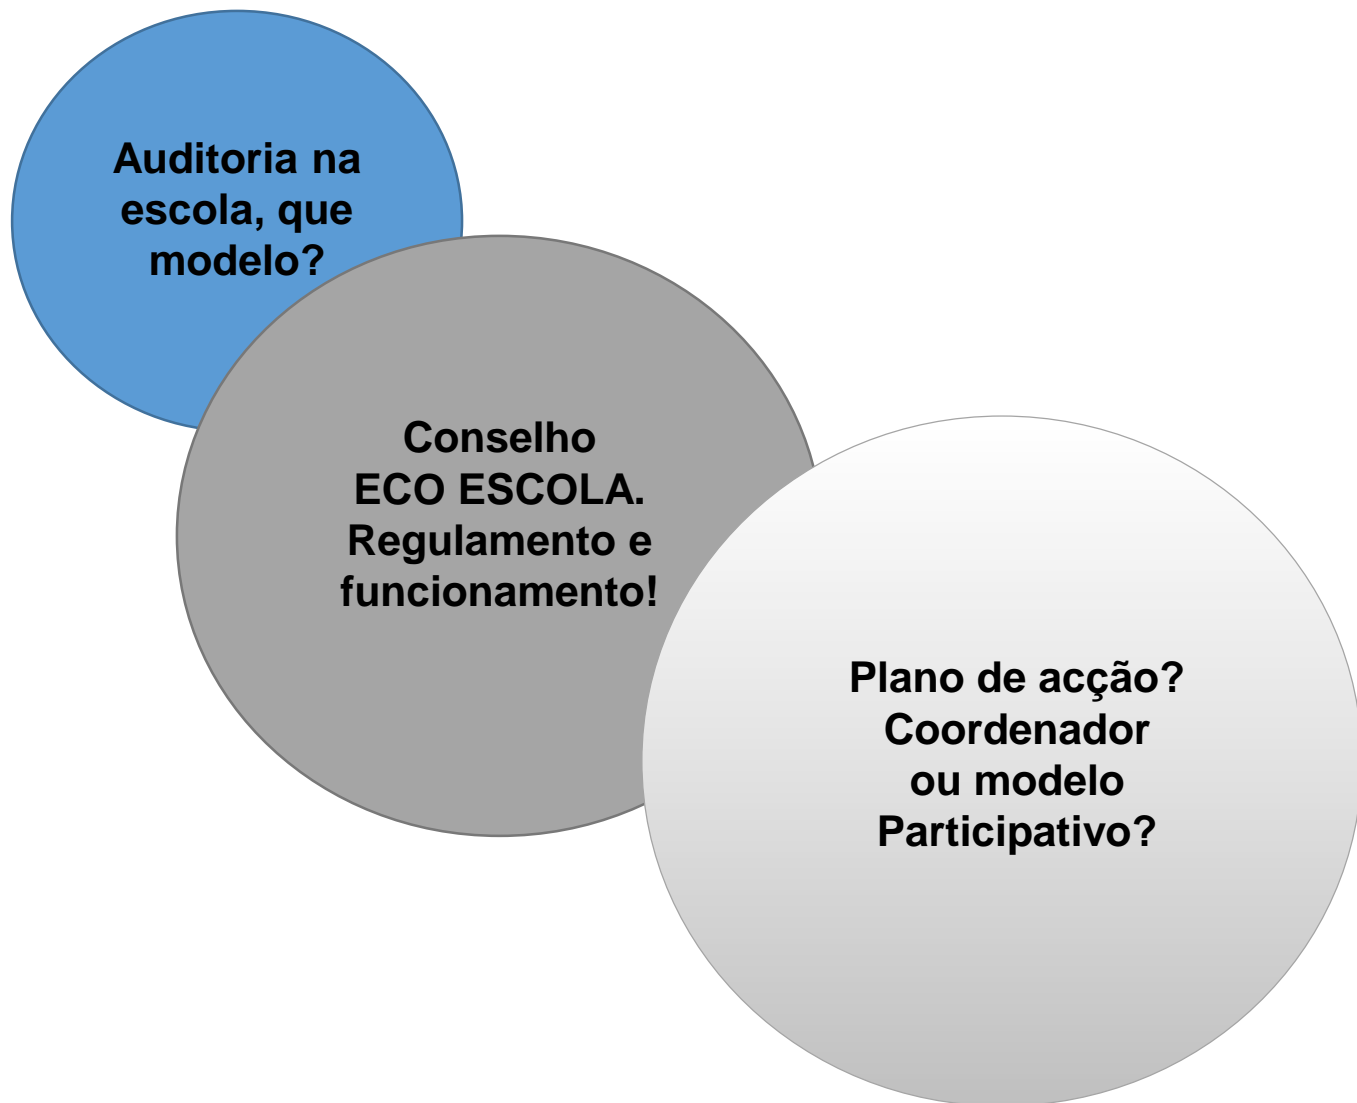 Auditoria na
escola, que
modelo?
Conselho
ECO ESCOLA.
Regulamento e
funcionamento!
Plano de acção?
Coordenador
ou modelo
Participativo?